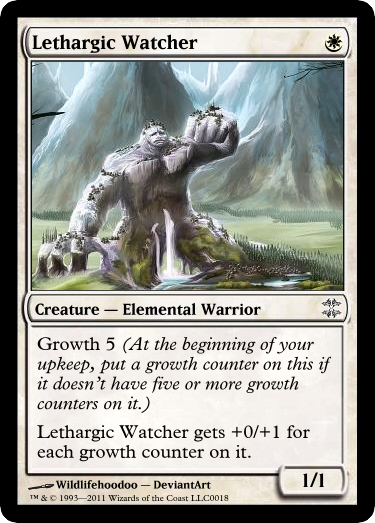 Lethargic Watcher
Creature — Elemental Warrior
Growth 5 (At the beginning of your
upkeep, put a growth counter on this if
it doesn't have five or more growth
counters on it.)
Lethargic Watcher gets +0/+1 for
each growth counter on it.
1/1
Wildlifehoodoo — DeviantArt
™ & © 1993—2011 Wizards of the Coast LLC0018